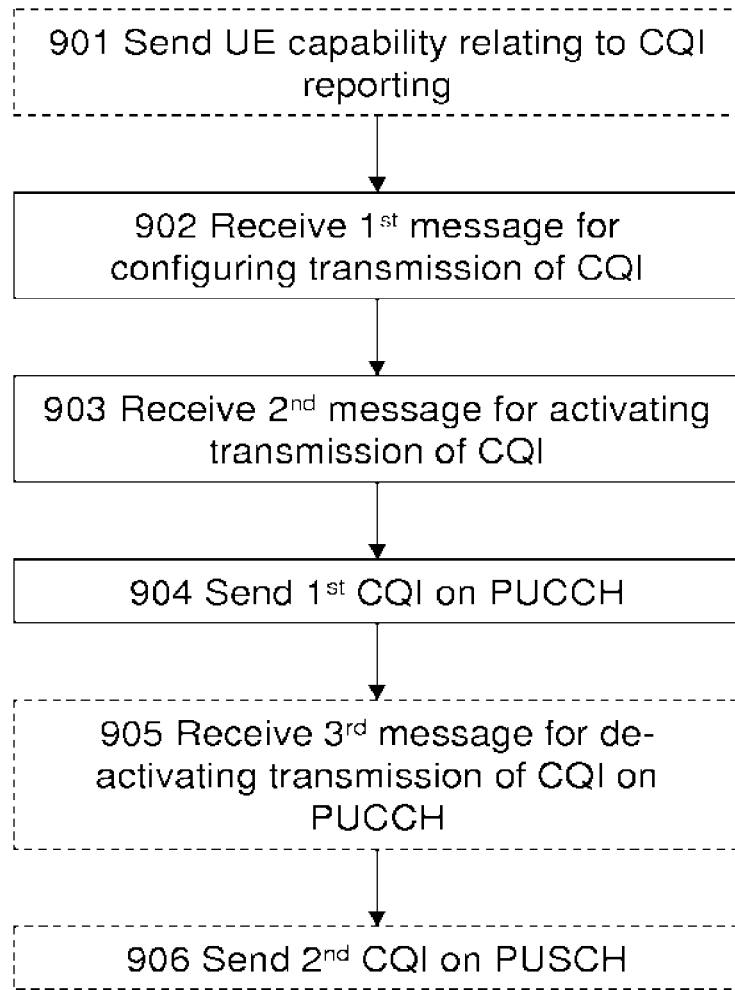 901 Send UE capability relating to CQI
reporting
902 Receive 1st message for
configuring transmission of CQI
903 Receive 2nd message for activating
transmission of CQI
904 Send 1st CQI on PUCCH
905 Receive 3rd message for de-
activating transmission of CQI on
PUCCH
906 Send 2nd CQI on PUSCH